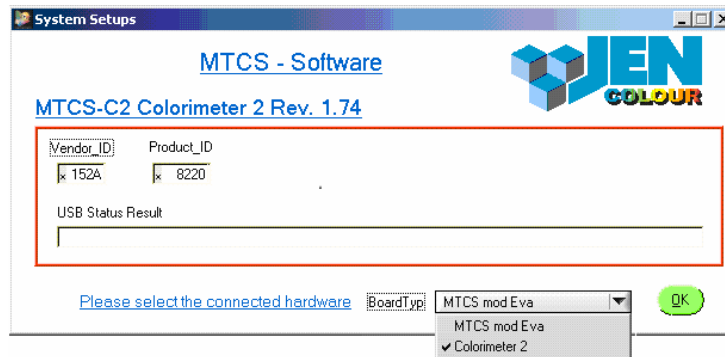 System Setups
MTCS - Software
JEN
COLOUR
MTCS-C2 Colorimeter 2 Rev. 1.74
Vendor_ID Product_ID
x 152A x 8220
USB Status Result
Please select the connected hardware BoardTyp MTCS mod Eva OK
MTCS mod Eva
✓ Colorimeter 2